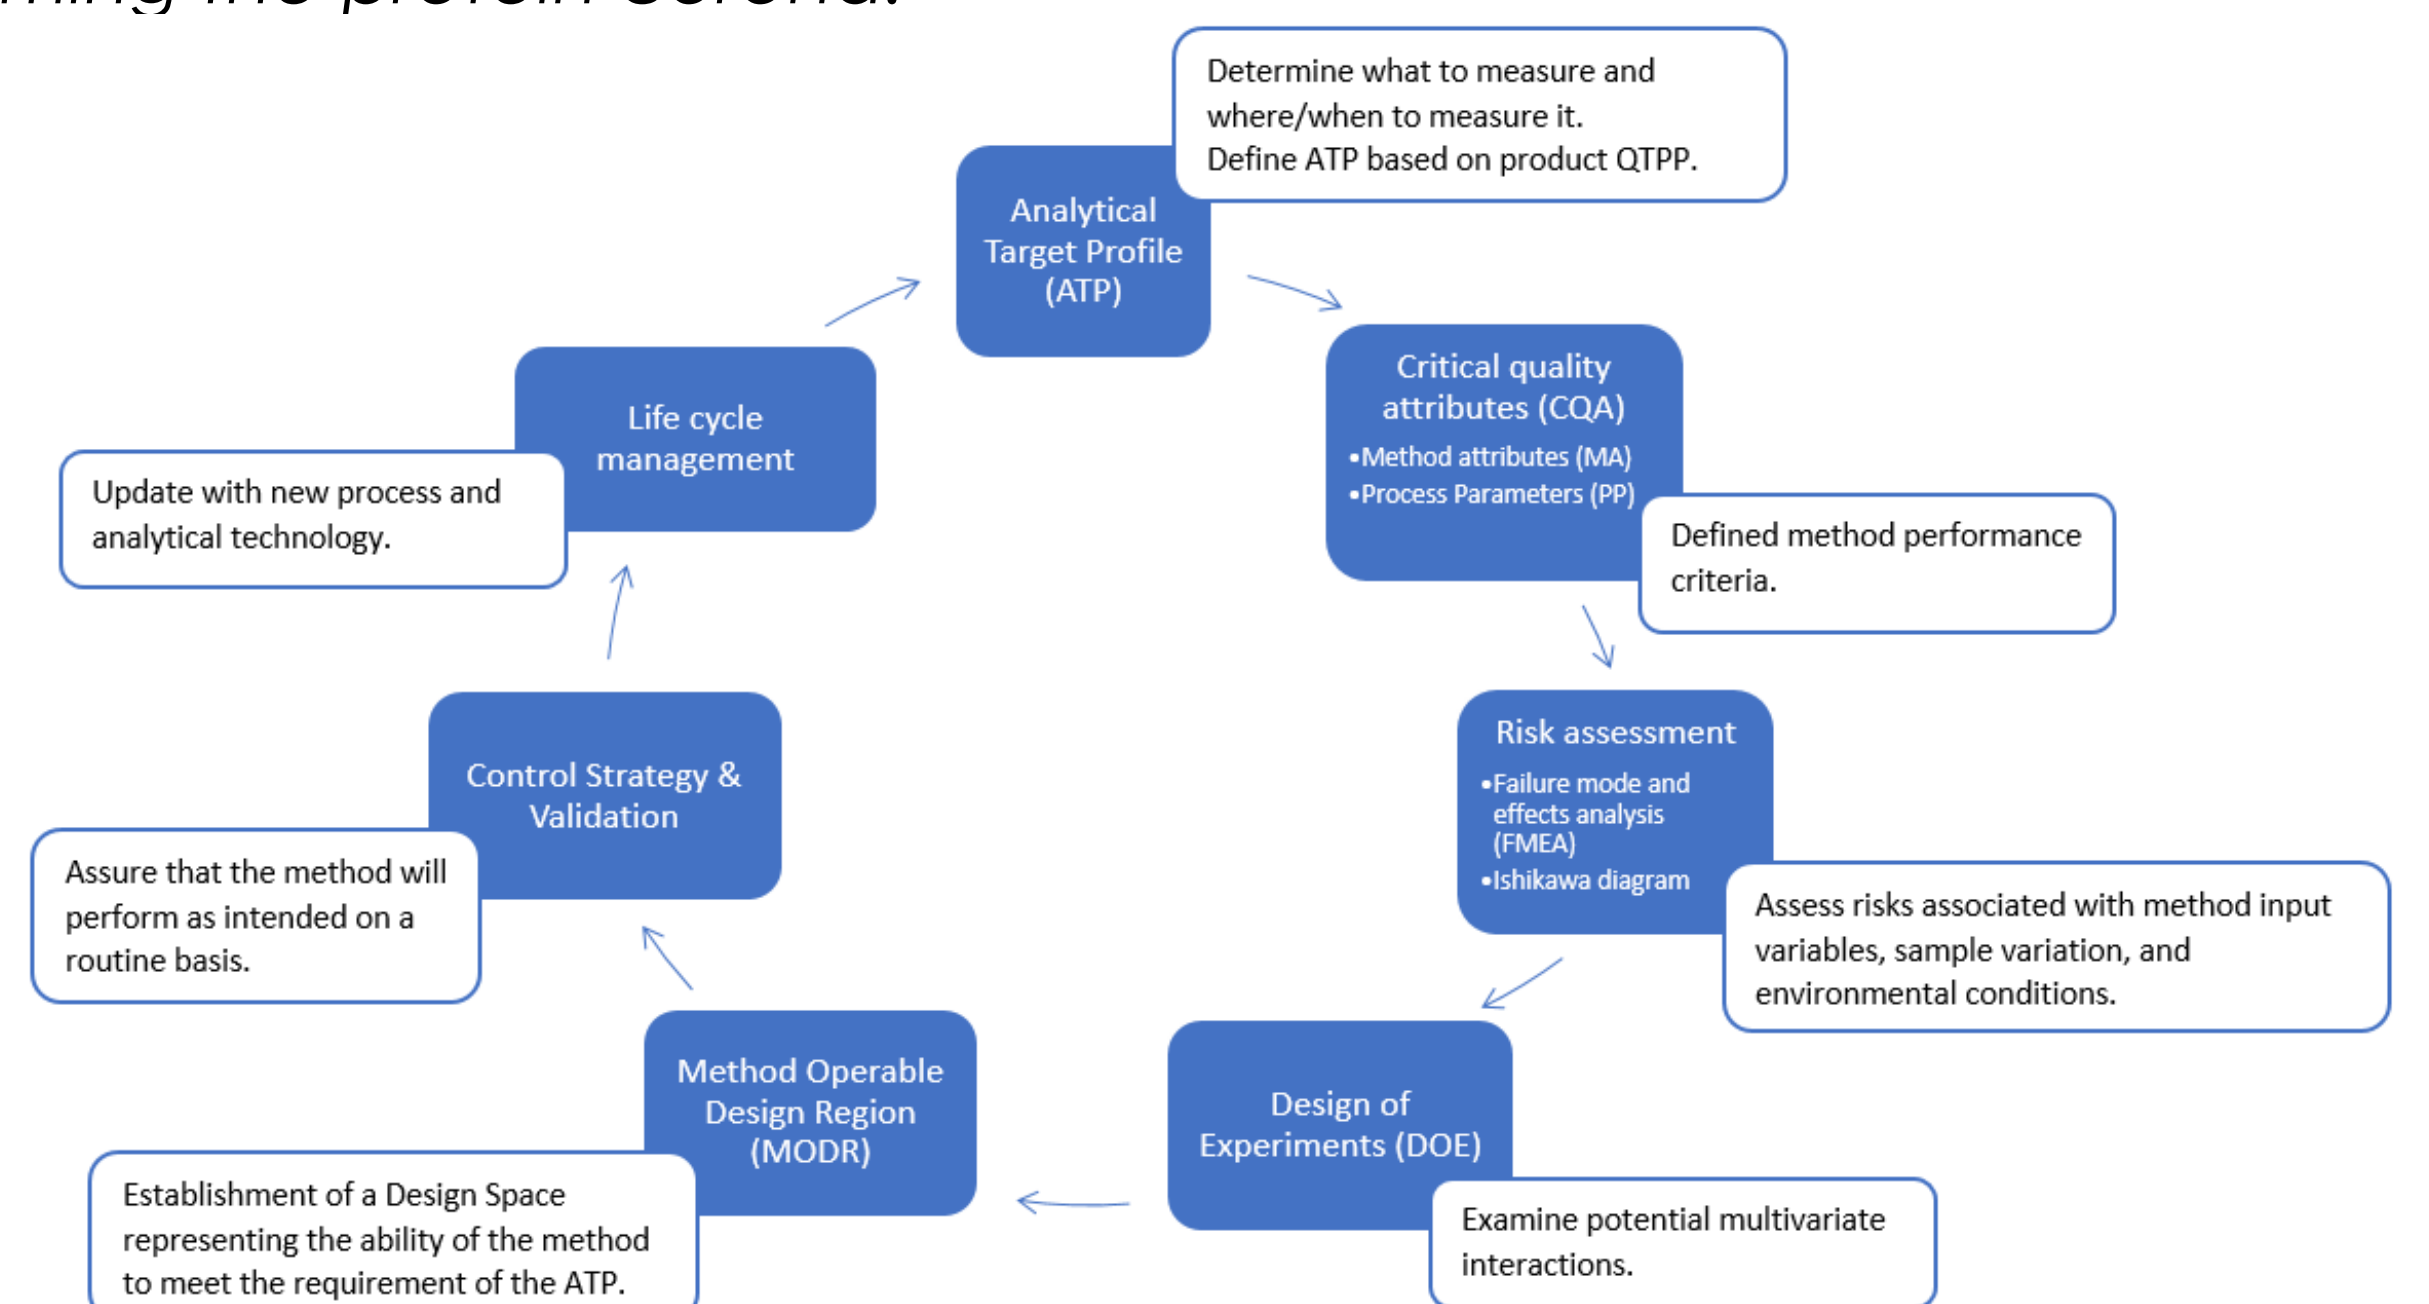 the protein corona.
Determine what to measure and
where/when to measure it.
Define ATP based on product QTPP.
Analytical
Target Profile
(ATP)
Critical quality
attributes (CQA)
•Method attributes (MA)
•Process Parameters (PP)
Defined method performance
criteria.
Risk assessment
•Failure mode and
effects analysis
(FMEA)
•Ishikawa diagram
Assess risks associated with method input
variables, sample variation, and
environmental conditions.
Design of
Experiments (DOE)
Examine potential multivariate
interactions.
Method Operable
Design Region
(MODR)
Establishment of a Design Space
representing the ability of the method
to meet the requirement of the ATP.
Control Strategy &
Validation
Assure that the method will
perform as intended on a
routine basis.
Life cycle
management
Update with new process and
analytical technology.